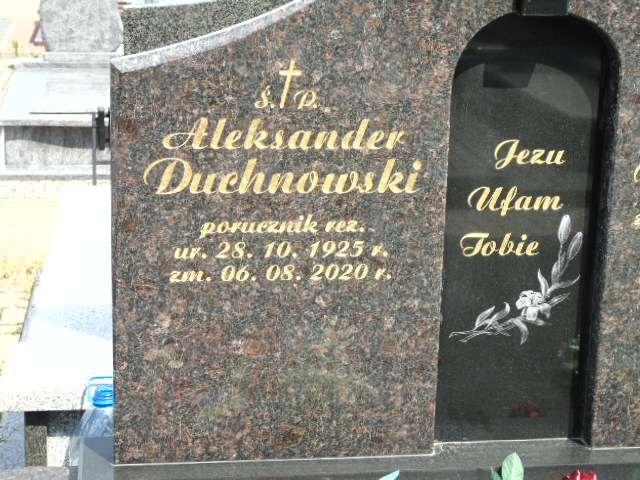 Ś. P.
Aleksander
Duchnowski
porucznik rez.
ur. 28. 10. 1925 r.
zm. 06. 08. 2020 r.
Jezu
Ufam
Tobie